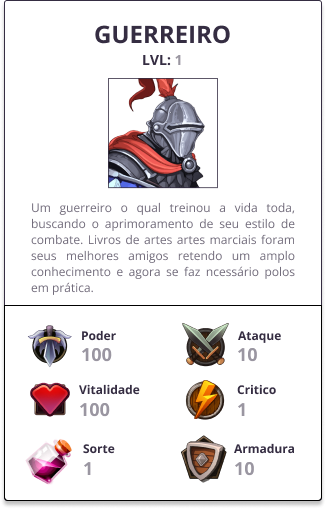 GUERREIRO
LVL: 1
Um guerreiro o qual treinou a vida toda,
buscando o aprimoramento de seu estilo de
combate. Livros de artes artes marciais foram
seus melhores amigos retendo um amplo
conhecimento e agora se faz ncessário polos
em prática.
Poder
100
Ataque
10
Vitalidade
100
Critico
1
Sorte
1
Armadura
10